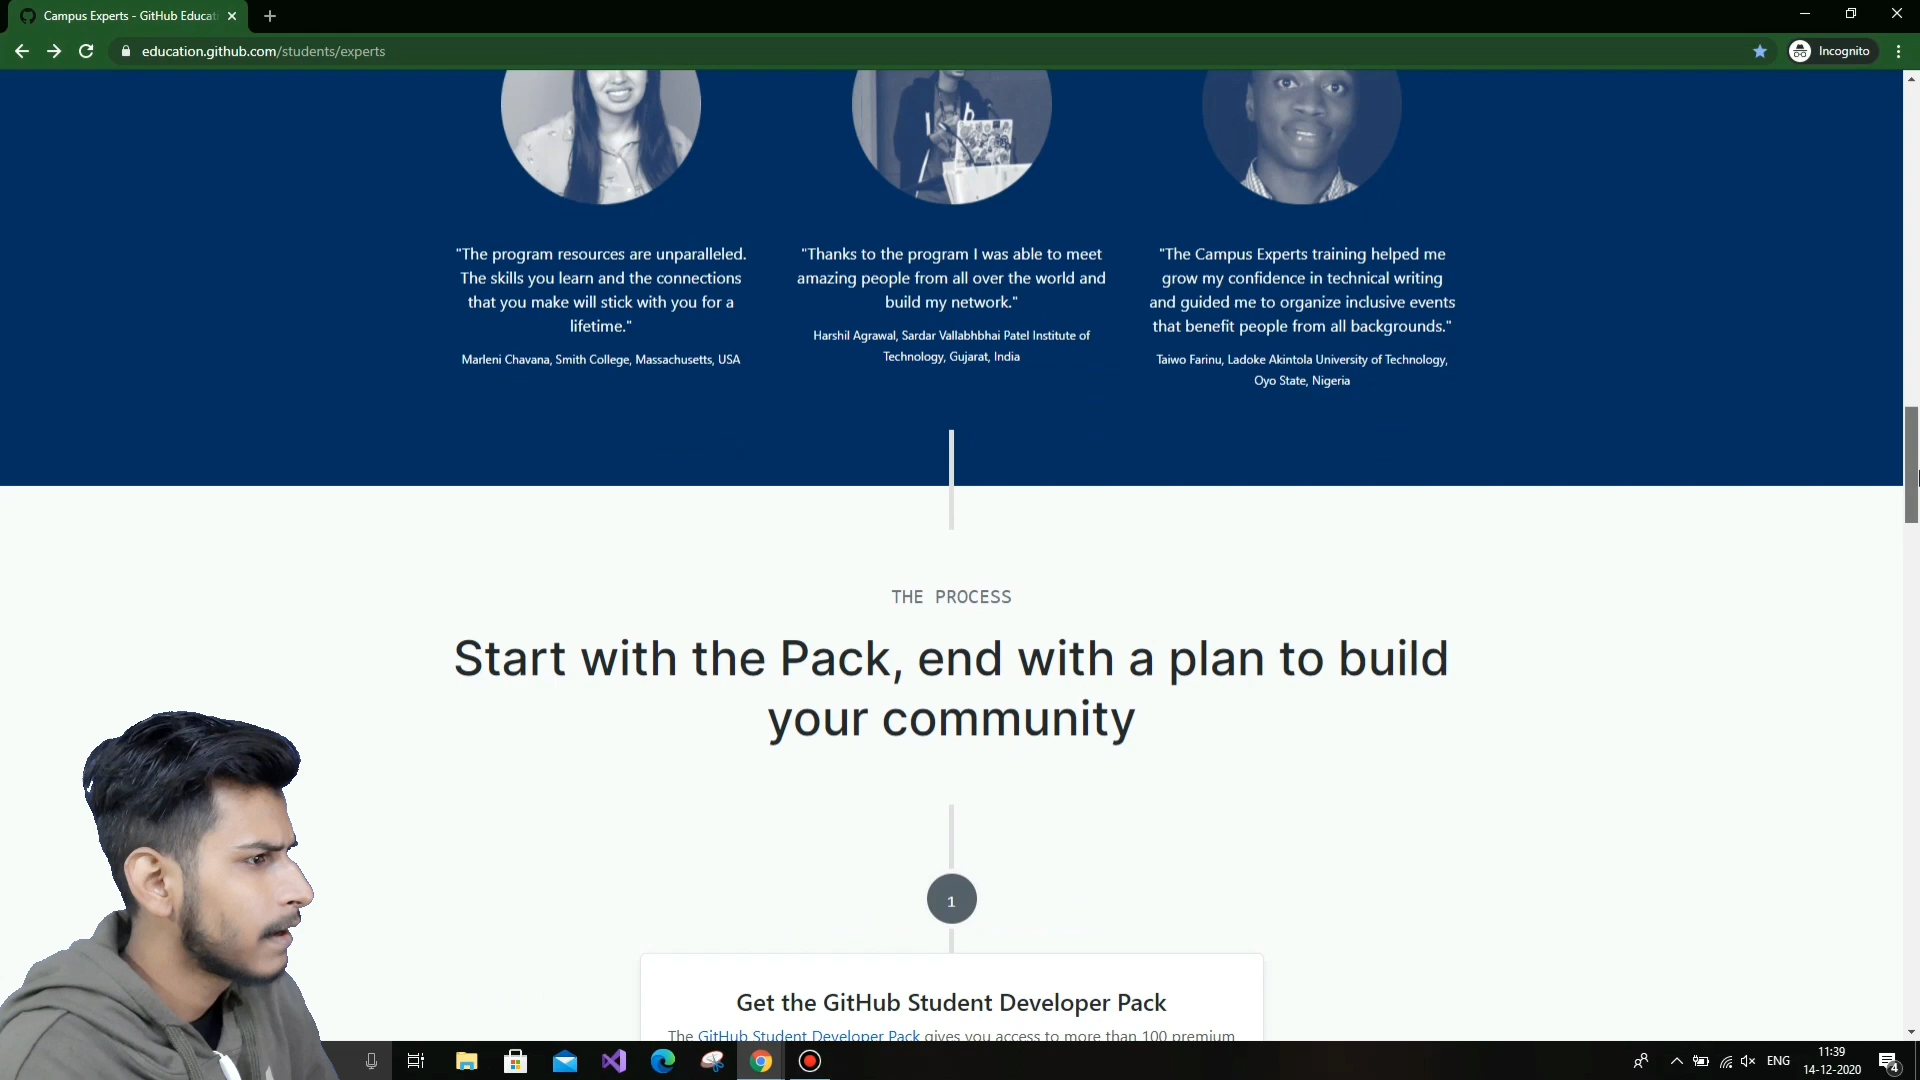 Campus Experts - GitHub Educat
education.github.com/students/experts
Incognito
"The program resources are unparalleled.
The skills you learn and the connections
that you make will stick with you for a
lifetime."
Marleni Chavana, Smith College, Massachusetts, USA
"Thanks to the program I was able to meet
amazing people from all over the world and
build my network."
Harshil Agrawal, Sardar Vallabhbhai Patel Institute of
Technology, Gujarat, India
"The Campus Experts training helped me
grow my confidence in technical writing
and guided me to organize inclusive events
that benefit people from all backgrounds."
Taiwo Farinu, Ladoke Akintola University of Technology,
Oyo State, Nigeria
THE PROCESS
Start with the Pack, end with a plan to build
your community
1
Get the GitHub Student Developer Pack
The GitHub Student Developer Pack gives you access to more than 100 premium
ENG
11:39
14-12-2020
4